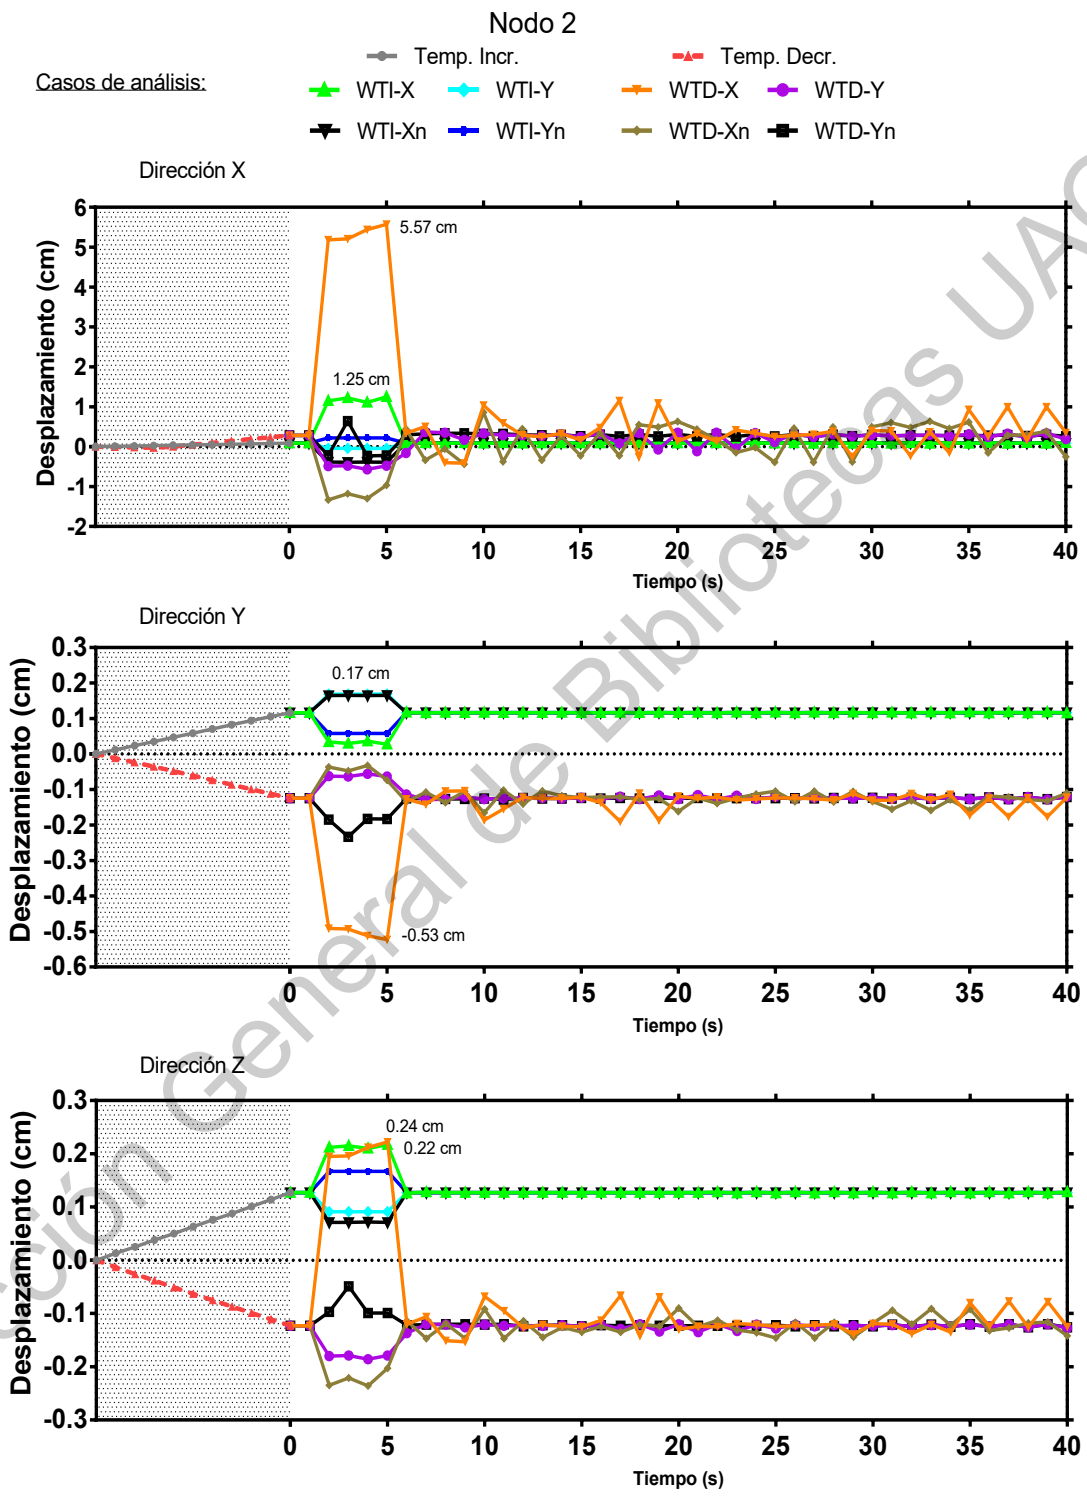 Nodo 2
Temp. Incr.
Temp. Decr.
Casos de análisis:
WTI-X
WTI-Y
WTD-X
WTD-Y
WTI-Xn
WTI-Yn
WTD-Xn
WTD-Yn
Dirección X
Desplazamiento (cm)
6
5
4
3
2
1
0
-1
-2
5.57 cm
1.25 cm
0 5 10 15 20 25 30 35 40
Tiempo (s)
Dirección Y
Desplazamiento (cm)
0.3
0.2
0.1
0.0
-0.1
-0.2
-0.3
-0.4
-0.5
-0.6
0.17 cm
-0.53 cm
0 5 10 15 20 25 30 35 40
Tiempo (s)
Dirección Z
Desplazamiento (cm)
0.3
0.2
0.1
0.0
-0.1
-0.2
-0.3
0.24 cm
0.22 cm
0 5 10 15 20 25 30 35 40
Tiempo (s)
General de Bibliotecas